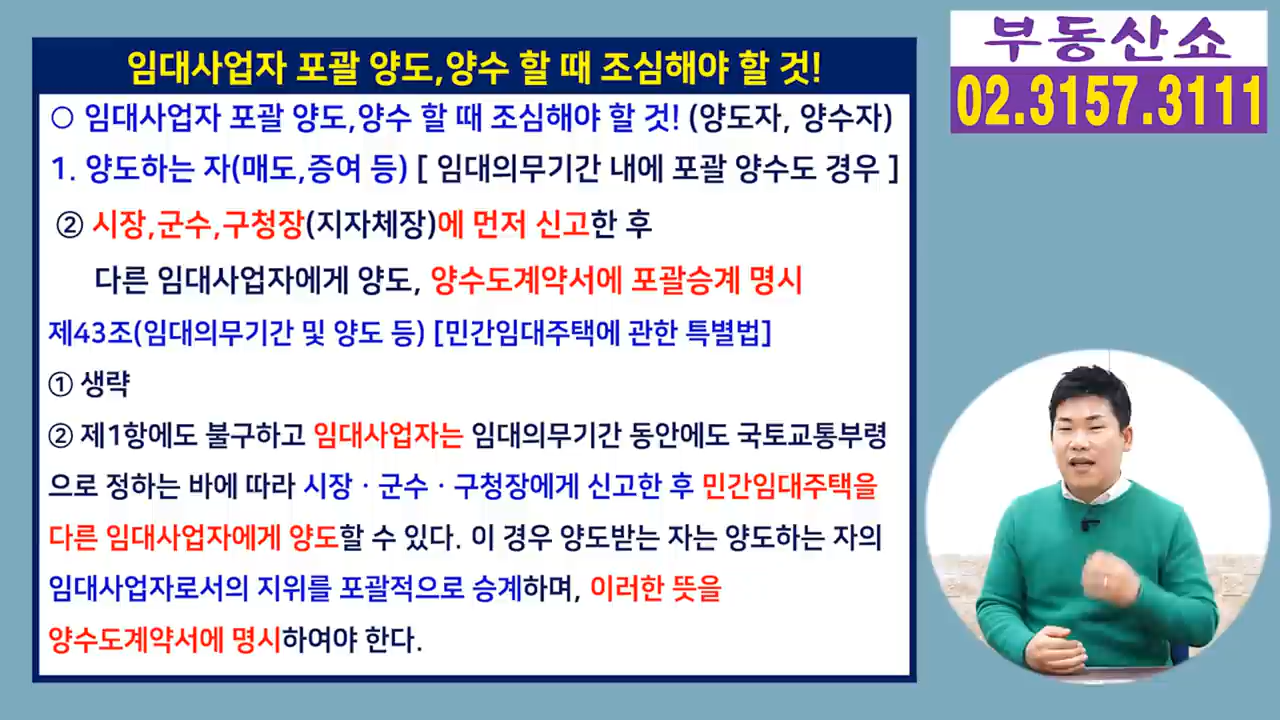 임대사업자 포괄 양도,양수 할 때 조심해야 할 것!
○ 임대사업자 포괄 양도,양수 할 때 조심해야 할 것! (양도자, 양수자)
1. 양도하는 자(매도,증여 등) [ 임대의무기간 내에 포괄 양수도 경우 ]
② 시장,군수,구청장(지자체장)에 먼저 신고한 후
다른 임대사업자에게 양도, 양수도계약서에 포괄승계 명시
제43조(임대의무기간 및 양도 등) [민간임대주택에 관한 특별법]
① 생략
② 제1항에도 불구하고 임대사업자는 임대의무기간 동안에도 국토교통부령
으로 정하는 바에 따라 시장ㆍ군수ㆍ구청장에게 신고한 후 민간임대주택을
다른 임대사업자에게 양도할 수 있다. 이 경우 양도받는 자는 양도하는 자의
임대사업자로서의 지위를 포괄적으로 승계하며, 이러한 뜻을
양수도계약서에 명시하여야 한다.
부동산쇼
02.3157.3111